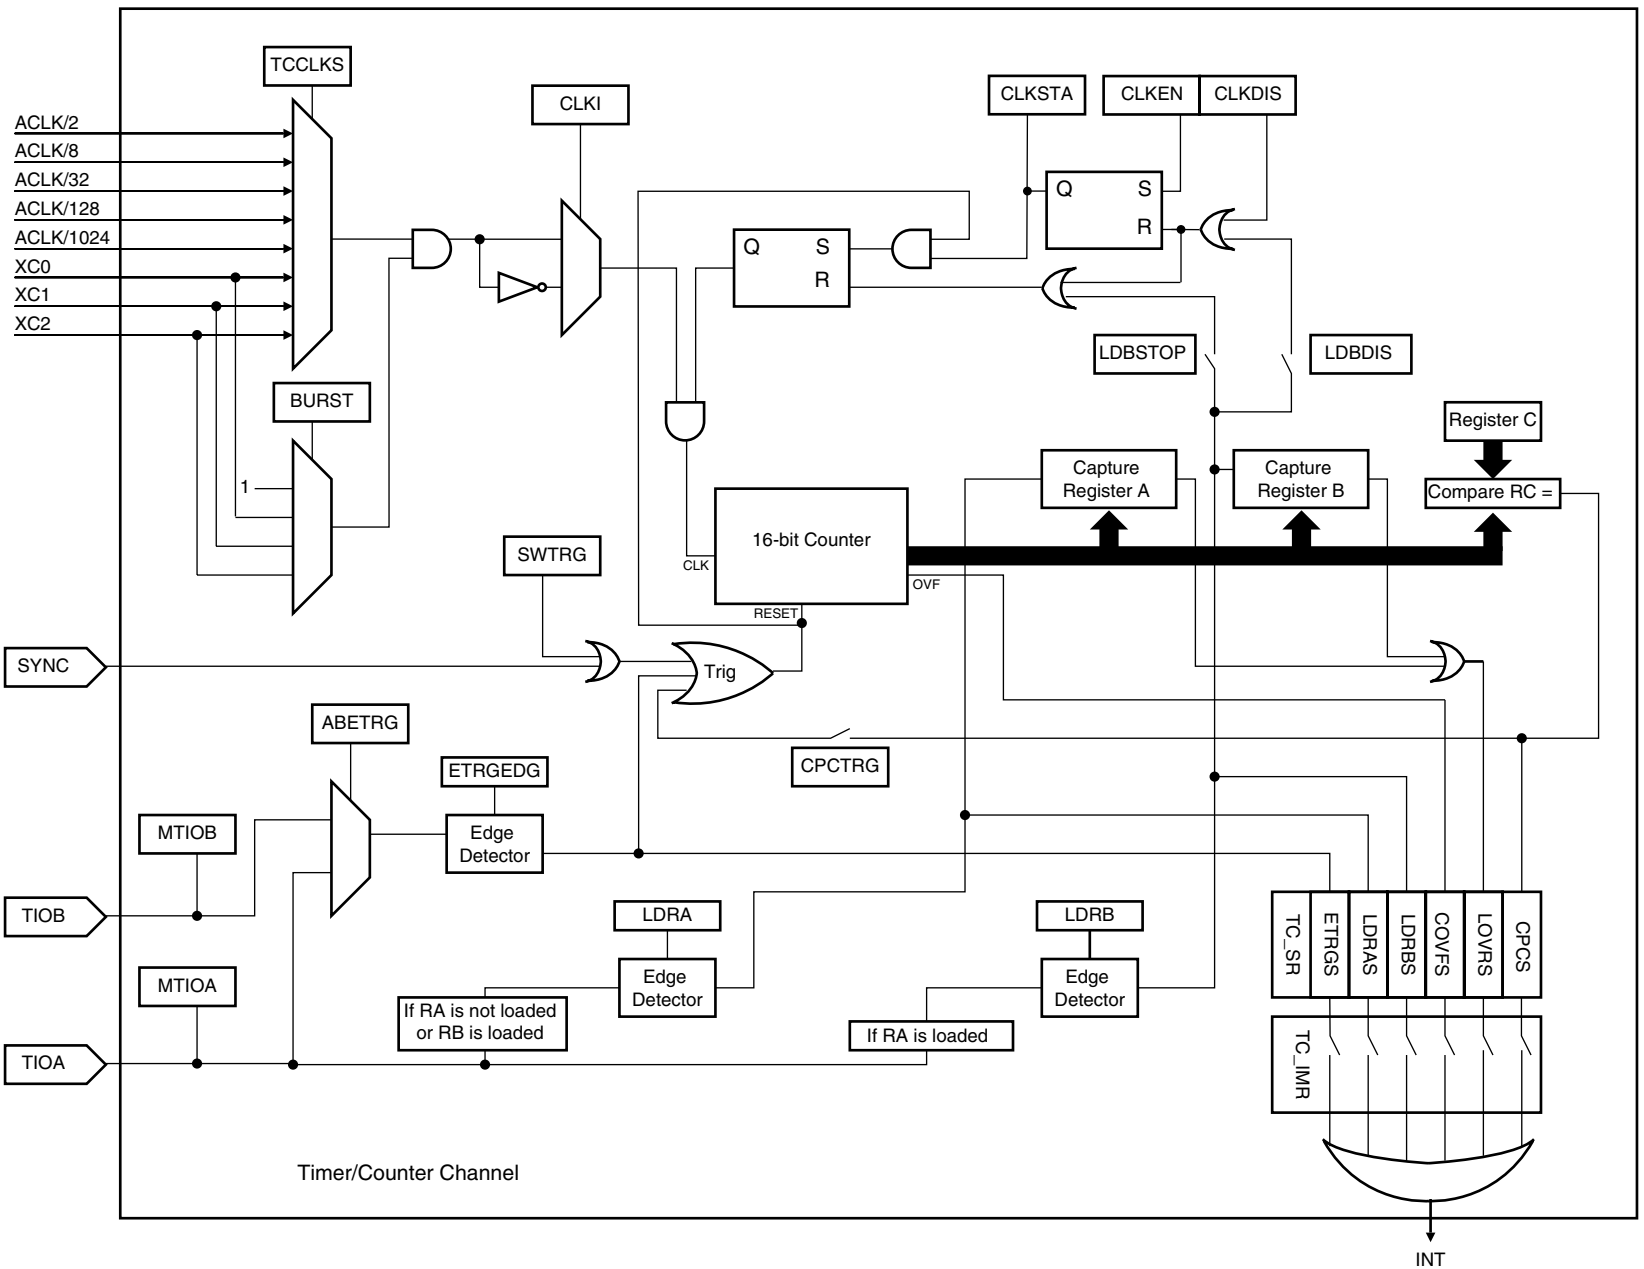 TCCLKS
CLKI
CLKSTA
CLKEN
CLKDIS
ACLK/2
ACLK/8
ACLK/32
ACLK/128
ACLK/1024
XC0
XC1
XC2
Q
S
R
Q
S
R
LDBSTOP
LDBDIS
BURST
1
Register C
Capture
Register A
Capture
Register B
Compare RC =
16-bit Counter
CLK
OVF
RESET
SWTRG
SYNC
Trig
ABETRG
CPCTRG
ETRGEDG
MTIOB
Edge
Detector
TIOB
LDRA
LDRB
TC_SR
ETRGS
LDRAS
LDRBS
COVFS
LOVRS
CPCS
MTIOA
Edge
Detector
Edge
Detector
If RA is not loaded
or RB is loaded
If RA is loaded
TIOA
TC_IMR
Timer/Counter Channel
INT